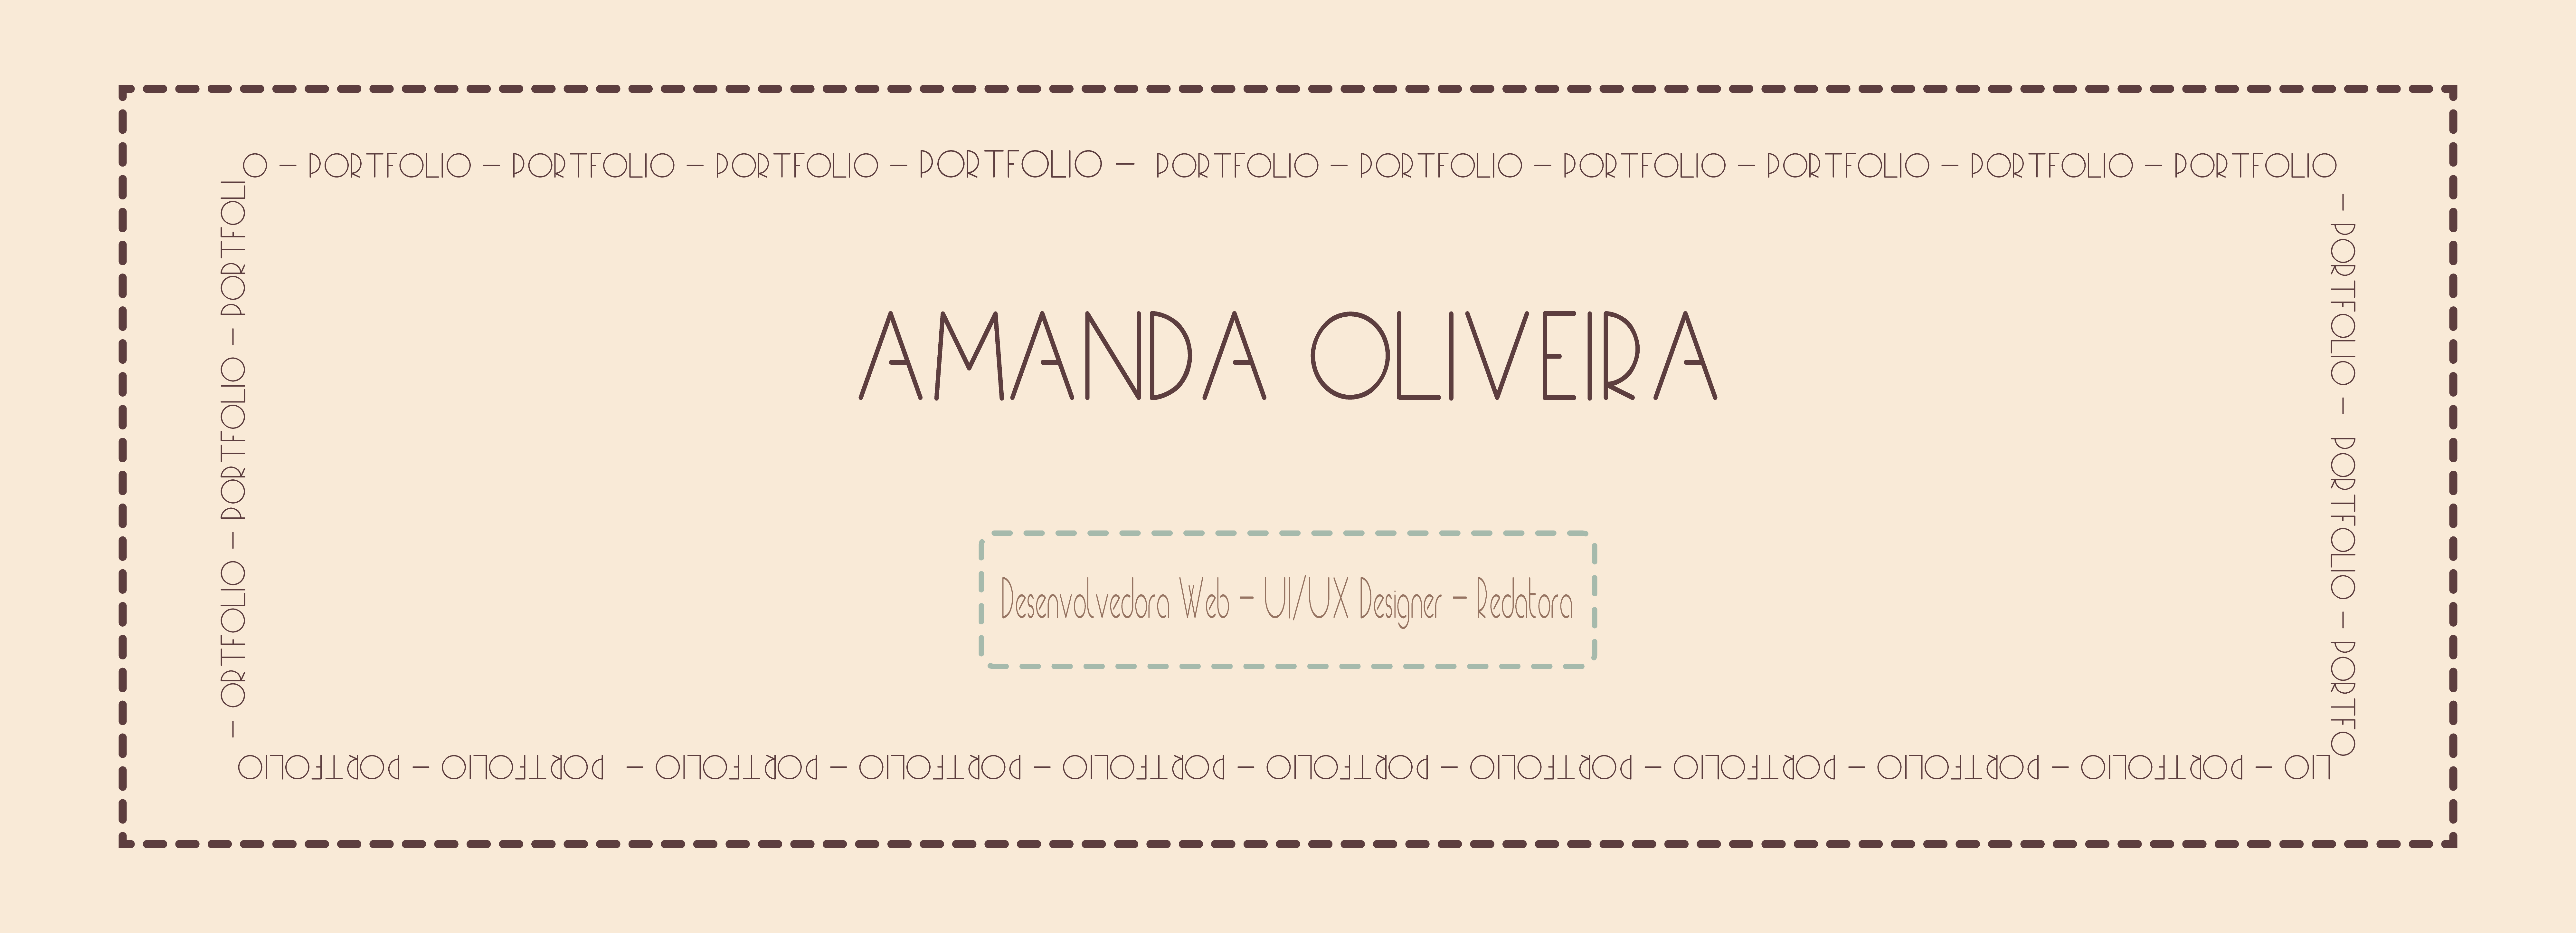 O – PORTFOLIO – PORTFOLIO – PORTFOLIO – PORTFOLIO – PORTFOLIO – PORTFOLIO – PORTFOLIO – PORTFOLIO – PORTFOLIO – PORTFOLIO
– PORTFOLIO – PORTFOLIO – PORTFO
LIO – PORTFOLIO – PORTFOLIO – PORTFOLIO – PORTFOLIO – PORTFOLIO – PORTFOLIO – PORTFOLIO – PORTFOLIO – PORTFOLIO – PORTFOLIO
– ORTFOLIO – PORTFOLIO – PORTFOLI
AMANDA OLIVEIRA
Desenvolvedora Web – UI/UX Designer – Redatora